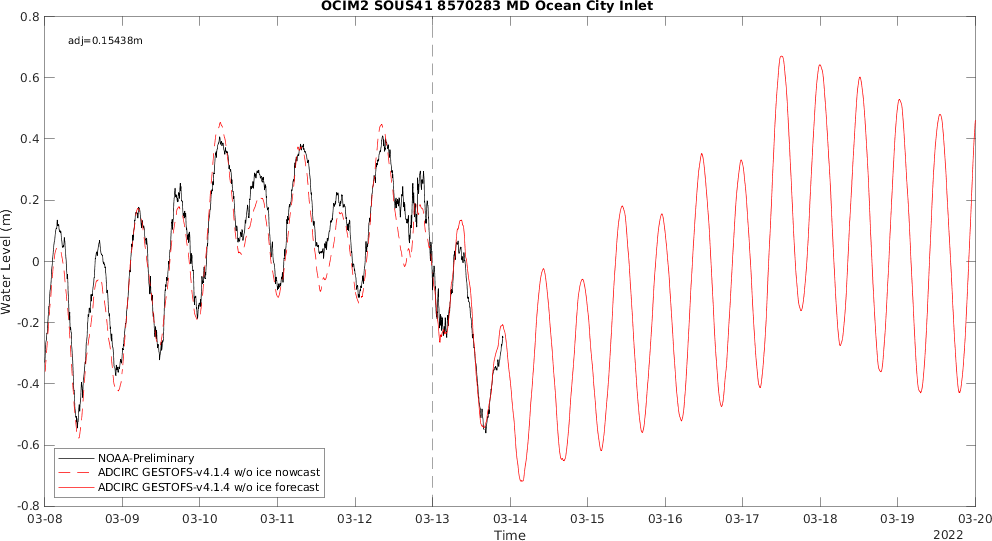 OCIM2 SOUS41 8570283 MD Ocean City Inlet
adj=0.15438m
0.8
0.6
0.4
0.2
0
-0.2
-0.4
-0.6
-0.8
Water Level (m)
NOAA-Preliminary
ADCIRC GESTOFS-v4.1.4 w/o ice nowcast
ADCIRC GESTOFS-v4.1.4 w/o ice forecast
03-08 03-09 03-10 03-11 03-12 03-13 03-14 03-15 03-16 03-17 03-18 03-19 03-20
Time
2022